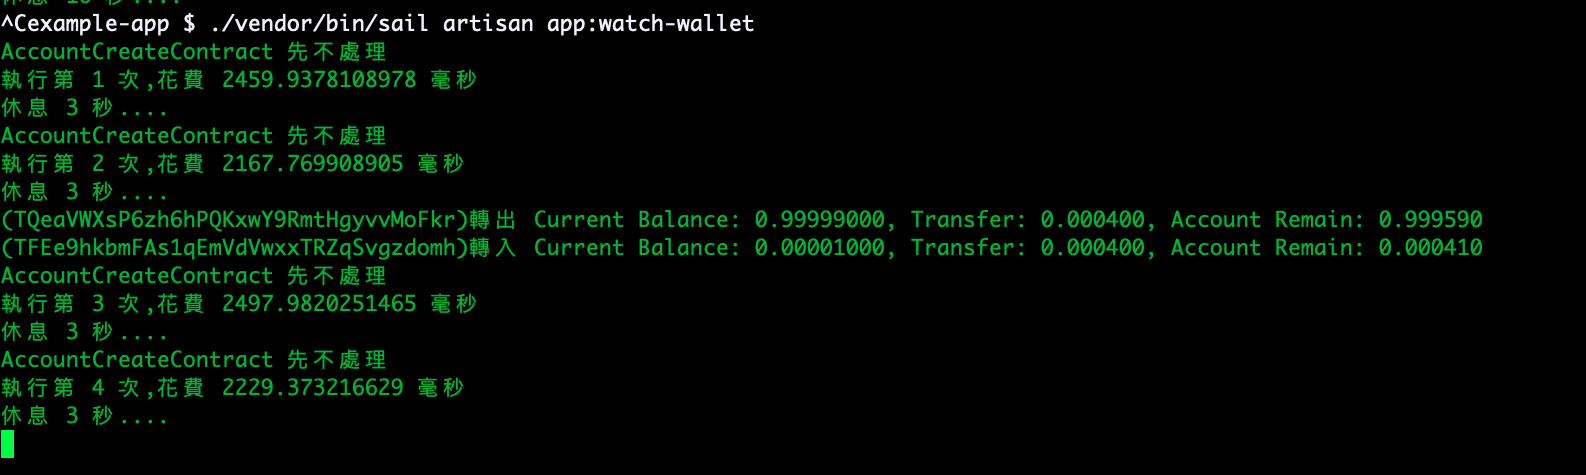 休息 10 秒....
^Cexample-app $ ./vendor/bin/sail artisan app:watch-wallet
AccountCreateContract 先不處理
執行第 1 次,花費 2459.9378108978 毫秒
休息 3 秒....
AccountCreateContract 先不處理
執行第 2 次,花費 2167.769908905 毫秒
休息 3 秒....
(TQeaVWXsP6zh6hPQKxwY9RmtHgyvvMoFkr)轉出 Current Balance: 0.99999000, Transfer: 0.000400, Account Remain: 0.999590
(TFEe9hkbmFAs1qEmVdVwxxTRZqSvgzdomh)轉入 Current Balance: 0.00001000, Transfer: 0.000400, Account Remain: 0.000410
AccountCreateContract 先不處理
執行第 3 次,花費 2497.9820251465 毫秒
休息 3 秒....
AccountCreateContract 先不處理
執行第 4 次,花費 2229.373216629 毫秒
休息 3 秒....